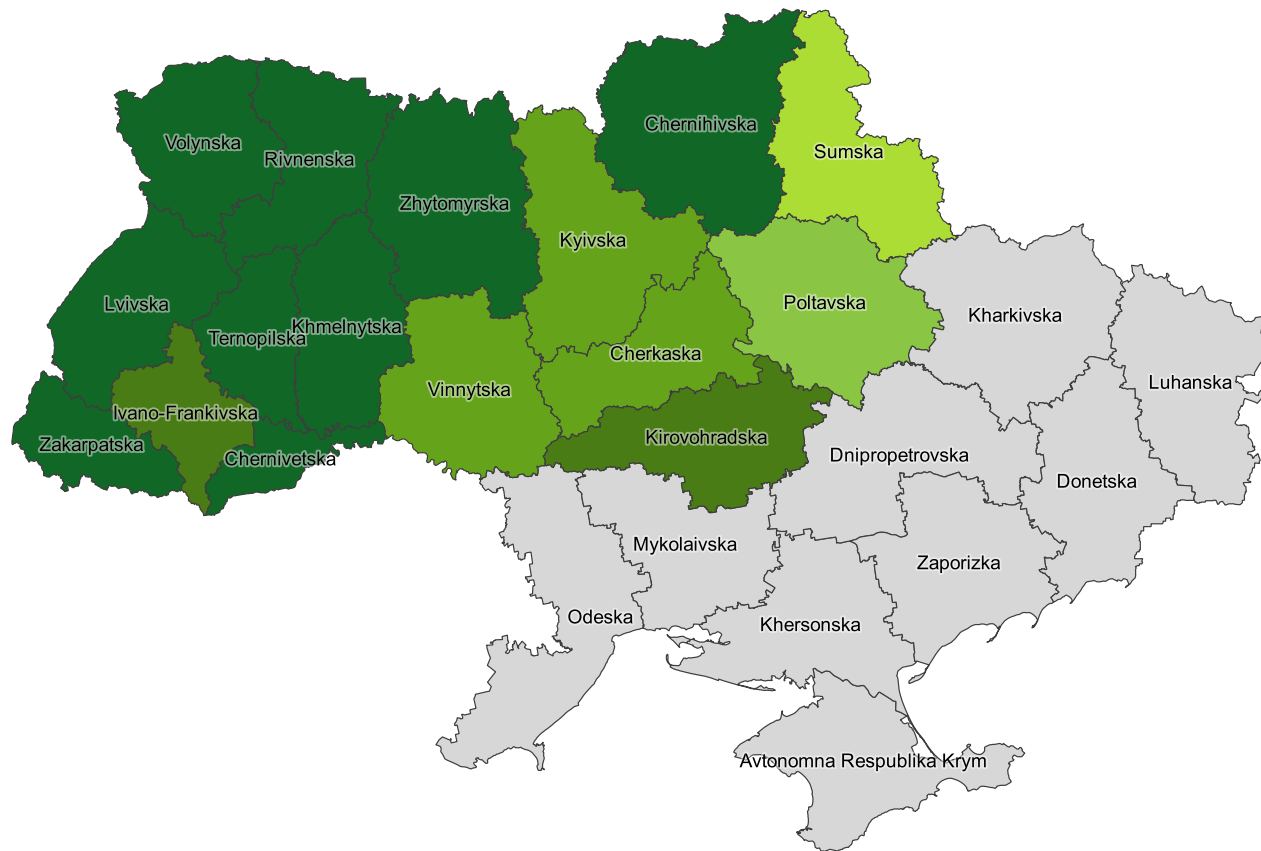 Chernihivska
Volynska
Sumska
Rivnenska
Zhytomyrska
Kyivska
Lvivska
Poltavska
Kharkivska
Khmelnytska
Ternopilska
Cherkaska
Luhanska
Vinnytska
Ivano-Frankivska
Kirovohradska
Zakarpatska
Chernivetska
Dnipropetrovska
Donetska
Mykolaivska
Zaporizka
Odeska
Khersonska
Avtonomna Respublika Krym